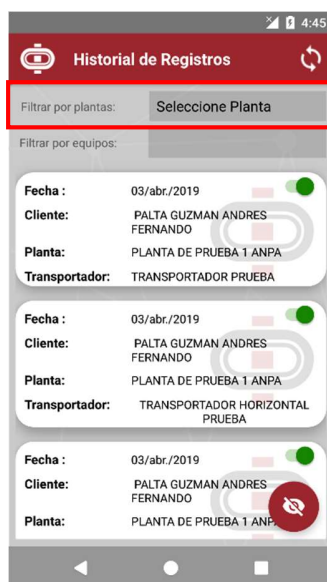 4:45
Historial de Registros
Filtrar por plantas: Seleccione Planta
Filtrar por equipos:
Fecha : 03/abr./2019
Cliente: PALTA GUZMAN ANDRES
FERNANDO
Planta: PLANTA DE PRUEBA 1 ANPA
Transportador: TRANSPORTADOR PRUEBA
Fecha : 03/abr./2019
Cliente: PALTA GUZMAN ANDRES
FERNANDO
Planta: PLANTA DE PRUEBA 1 ANPA
Transportador: TRANSPORTADOR HORIZONTAL
PRUEBA
Fecha : 03/abr./2019
Cliente: PALTA GUZMAN ANDRES
FERNANDO
Planta: PLANTA DE PRUEBA 1